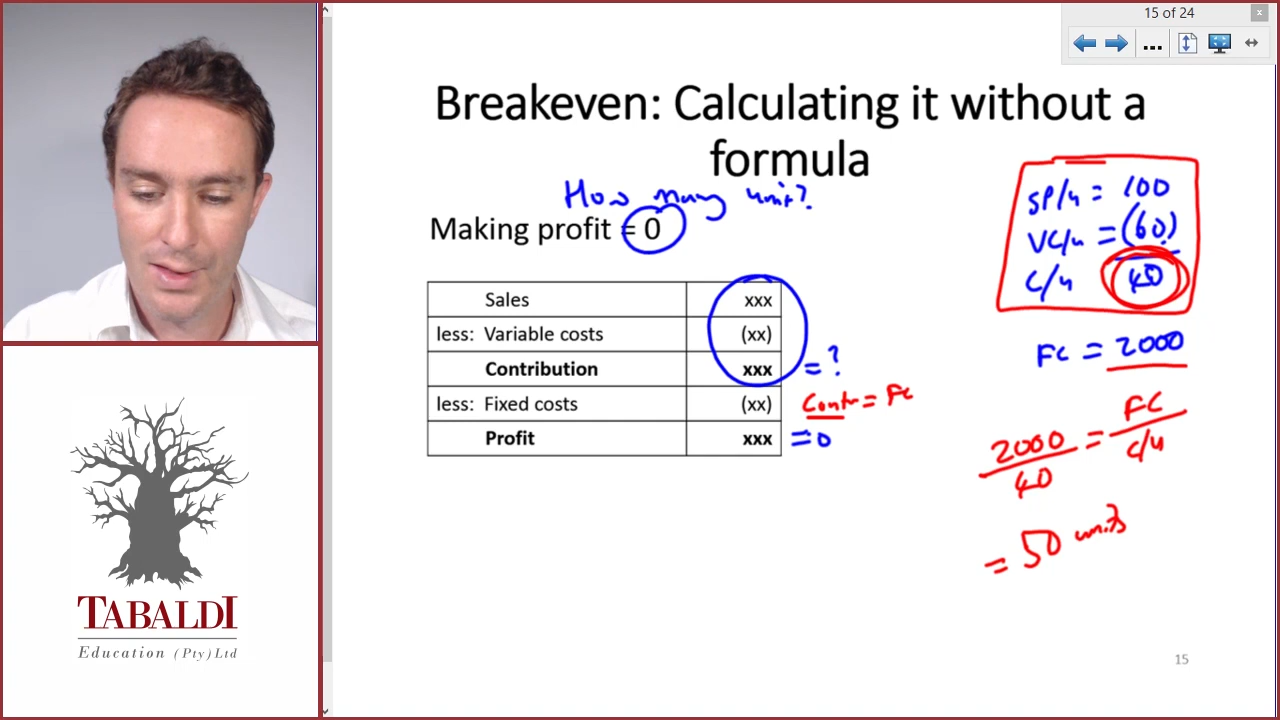 15 of 24
Breakeven: Calculating it without a
formula
How many unit?
Making profit = 0
Sales xxx
less: Variable costs (xx)
Contribution xxx = ?
less: Fixed costs (xx) Contr = FC
Profit xxx = 0
SP/u = 100
VC/u = (60)
C/u 40
FC = 2000
2000/40 = FC/c/u
= 50 units
TABALDI
Education (Pty) Ltd
15